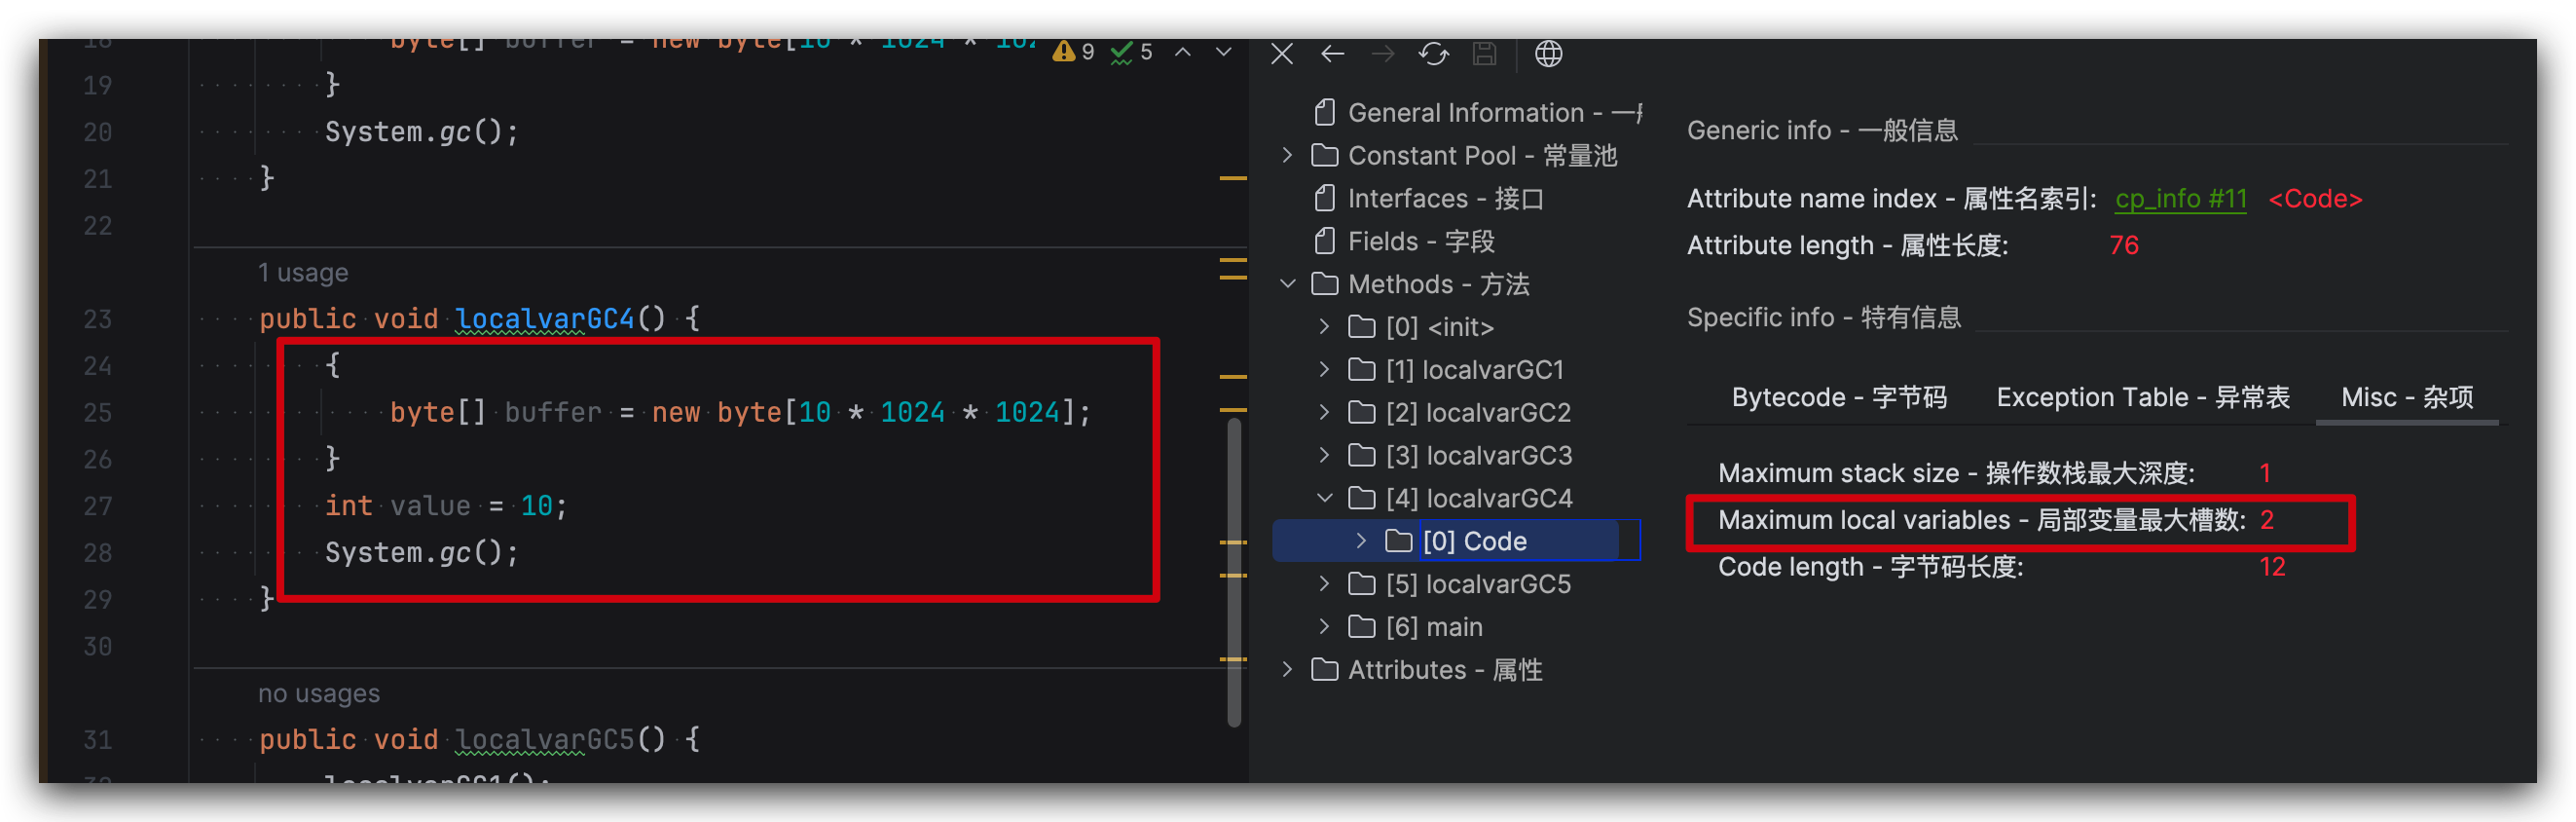 18 byte[] buffer = new byte[10 * 1024 * 102
9 5
19 }
20 System.gc();
21 }
22
1 usage
23 public void localvarGC4() {
24 {
25 byte[] buffer = new byte[10 * 1024 * 1024];
26 }
27 int value = 10;
28 System.gc();
29 }
30
no usages
31 public void localvarGC5() {
32 localvarGC1();
General Information - 一
Constant Pool - 常量池
Interfaces - 接口
Fields - 字段
Methods - 方法
[0] <init>
[1] localvarGC1
[2] localvarGC2
[3] localvarGC3
[4] localvarGC4
[0] Code
[5] localvarGC5
[6] main
Attributes - 属性
Generic info - 一般信息
Attribute name index - 属性名索引: cp_info #11 <Code>
Attribute length - 属性长度: 76
Specific info - 特有信息
Bytecode - 字节码 Exception Table - 异常表 Misc - 杂项
Maximum stack size - 操作数栈最大深度: 1
Maximum local variables - 局部变量最大槽数: 2
Code length - 字节码长度: 12